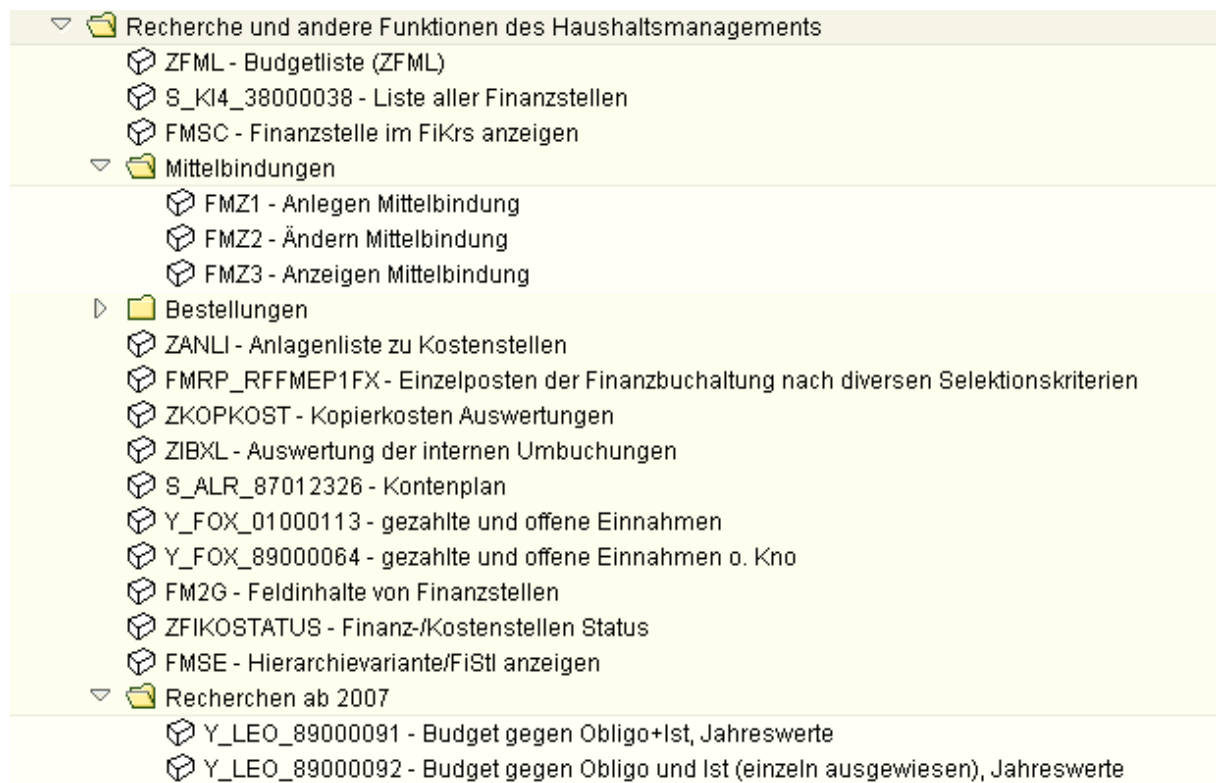 Recherche und andere Funktionen des Haushaltsmanagements
ZFML - Budgetliste (ZFML)
S_KI4_38000038 - Liste aller Finanzstellen
FMSC - Finanzstelle im FiKrs anzeigen
Mittelbindungen
FMZ1 - Anlegen Mittelbindung
FMZ2 - Ändern Mittelbindung
FMZ3 - Anzeigen Mittelbindung
Bestellungen
ZANLI - Anlagenliste zu Kostenstellen
FMRP_RFFMEP1FX - Einzelposten der Finanzbuchaltung nach diversen Selektionskriterien
ZKOPKOST - Kopierkosten Auswertungen
ZIBXL - Auswertung der internen Umbuchungen
S_ALR_87012326 - Kontenplan
Y_FOX_01000113 - gezahlte und offene Einnahmen
Y_FOX_89000064 - gezahlte und offene Einnahmen o. Kno
FM2G - Feldinhalte von Finanzstellen
ZFIKOSTATUS - Finanz-/Kostenstellen Status
FMSE - Hierarchievariante/FiStl anzeigen
Recherchen ab 2007
Y_LEO_89000091 - Budget gegen Obligo+Ist, Jahreswerte
Y_LEO_89000092 - Budget gegen Obligo und Ist (einzeln ausgewiesen), Jahreswerte